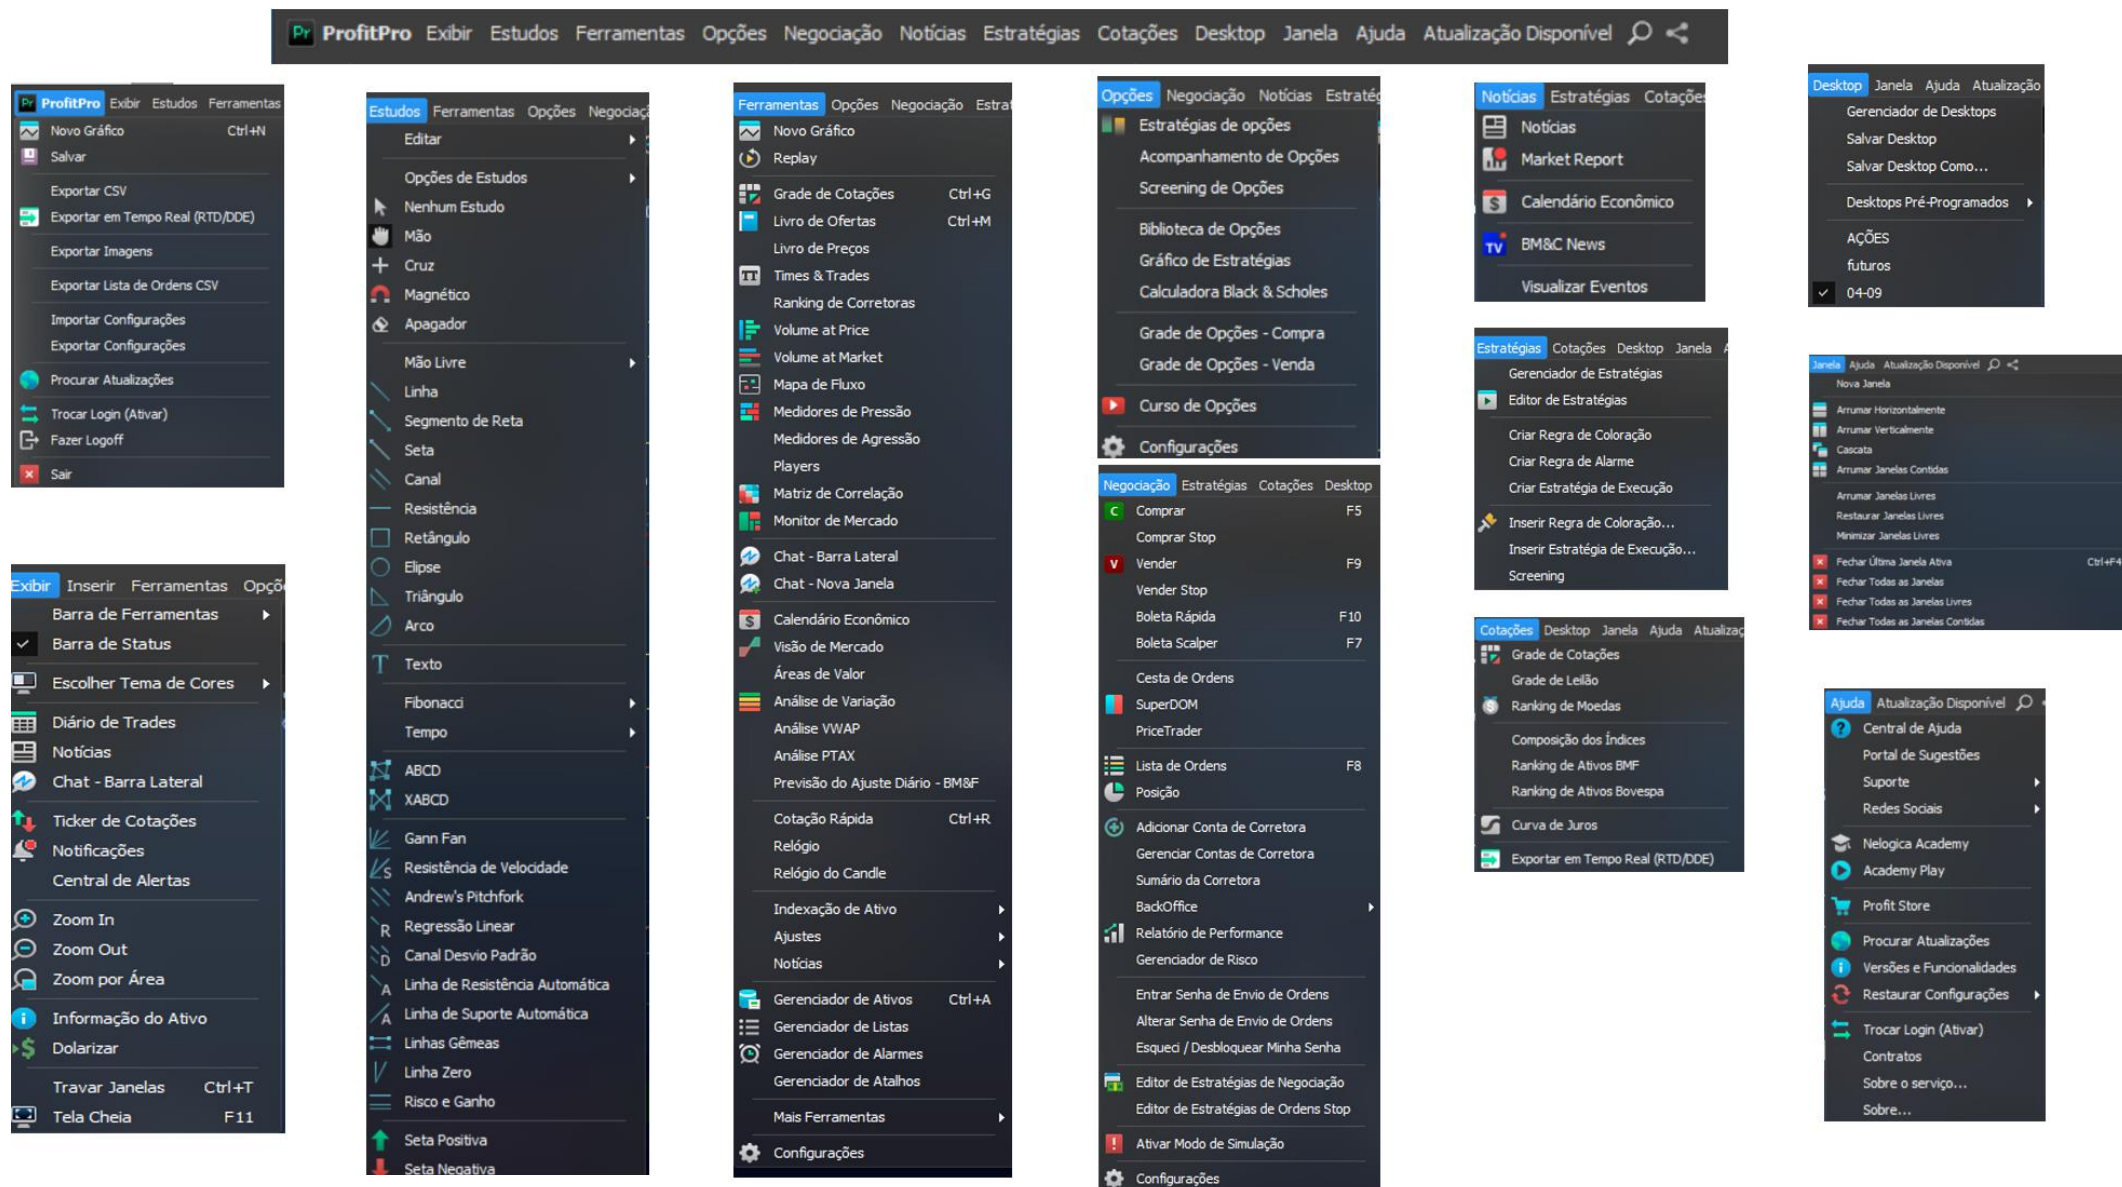 ProfitPro Exibir Estudos Ferramentas Opções Negociação Notícias Estratégias Cotações Desktop Janela Ajuda Atualização Disponível
ProfitPro Exibir Estudos Ferramentas
Novo Gráfico Ctrl+N
Salvar
Exportar CSV
Exportar em Tempo Real (RTD/DDE)
Exportar Imagens
Exportar Lista de Ordens CSV
Importar Configurações
Exportar Configurações
Procurar Atualizações
Trocar Login (Ativar)
Fazer Logoff
Sair
Exibir Inserir Ferramentas Opçõ
Barra de Ferramentas
Barra de Status
Escolher Tema de Cores
Diário de Trades
Notícias
Chat - Barra Lateral
Ticker de Cotações
Notificações
Central de Alertas
Zoom In
Zoom Out
Zoom por Área
Informação do Ativo
Dolarizar
Travar Janelas Ctrl+T
Tela Cheia F11
Estudos Ferramentas Opções Negociaç
Editar
Opções de Estudos
Nenhum Estudo
Mão
Cruz
Magnético
Apagador
Mão Livre
Linha
Segmento de Reta
Seta
Canal
Resistência
Retângulo
Elipse
Triângulo
Arco
Texto
Fibonacci
Tempo
ABCD
XABCD
Gann Fan
Resistência de Velocidade
Andrew's Pitchfork
Regressão Linear
Canal Desvio Padrão
Linha de Resistência Automática
Linha de Suporte Automática
Linhas Gêmeas
Linha Zero
Risco e Ganho
Seta Positiva
Seta Negativa
Ferramentas Opções Negociação Estrat
Novo Gráfico
Replay
Grade de Cotações Ctrl+G
Livro de Ofertas Ctrl+M
Livro de Preços
Times & Trades
Ranking de Corretoras
Volume at Price
Volume at Market
Mapa de Fluxo
Medidores de Pressão
Medidores de Agressão
Players
Matriz de Correlação
Monitor de Mercado
Chat - Barra Lateral
Chat - Nova Janela
Calendário Econômico
Visão de Mercado
Áreas de Valor
Análise de Variação
Análise VWAP
Análise PTAX
Previsão do Ajuste Diário - BM&F
Cotação Rápida Ctrl+R
Relógio
Relógio do Candle
Indexação de Ativo
Ajustes
Notícias
Gerenciador de Ativos Ctrl+A
Gerenciador de Listas
Gerenciador de Alarmes
Gerenciador de Atalhos
Mais Ferramentas
Configurações
Opções Negociação Notícias Estratég
Estratégias de opções
Acompanhamento de Opções
Screening de Opções
Biblioteca de Opções
Gráfico de Estratégias
Calculadora Black & Scholes
Grade de Opções - Compra
Grade de Opções - Venda
Curso de Opções
Configurações
Negociação Estratégias Cotações Desktop
C Comprar F5
Comprar Stop
V Vender F9
Vender Stop
Boleta Rápida F10
Boleta Scalper F7
Cesta de Ordens
SuperDOM
PriceTrader
Lista de Ordens F8
Posição
Adicionar Conta de Corretora
Gerenciar Contas de Corretora
Sumário da Corretora
BackOffice
Relatório de Performance
Gerenciador de Risco
Entrar Senha de Envio de Ordens
Alterar Senha de Envio de Ordens
Esqueci / Desbloquear Minha Senha
Editor de Estratégias de Negociação
Editor de Estratégias de Ordens Stop
Ativar Modo de Simulação
Configurações
Notícias Estratégias Cotaçõe
Notícias
Market Report
Calendário Econômico
TV BM&C News
Visualizar Eventos
Estratégias Cotações Desktop Janela A
Gerenciador de Estratégias
Editor de Estratégias
Criar Regra de Coloração
Criar Regra de Alarme
Criar Estratégia de Execução
Inserir Regra de Coloração...
Inserir Estratégia de Execução...
Screening
Cotações Desktop Janela Ajuda Atualizaç
Grade de Cotações
Grade de Leilão
Ranking de Moedas
Composição dos Índices
Ranking de Ativos BMF
Ranking de Ativos Bovespa
Curva de Juros
Exportar em Tempo Real (RTD/DDE)
Desktop Janela Ajuda Atualização
Gerenciador de Desktops
Salvar Desktop
Salvar Desktop Como...
Desktops Pré-Programados
AÇÕES
futuros
04-09
Janela Ajuda Atualização Disponível
Nova Janela
Arrumar Horizontalmente
Arrumar Verticalmente
Cascata
Arrumar Janelas Contidas
Arrumar Janelas Livres
Restaurar Janelas Livres
Minimizar Janelas Livres
Fechar Última Janela Ativa Ctrl+F4
Fechar Todas as Janelas
Fechar Todas as Janelas Livres
Fechar Todas as Janelas Contidas
Ajuda Atualização Disponível
Central de Ajuda
Portal de Sugestões
Suporte
Redes Sociais
Nelogica Academy
Academy Play
Profit Store
Procurar Atualizações
Versões e Funcionalidades
Restaurar Configurações
Trocar Login (Ativar)
Contratos
Sobre o serviço...
Sobre...